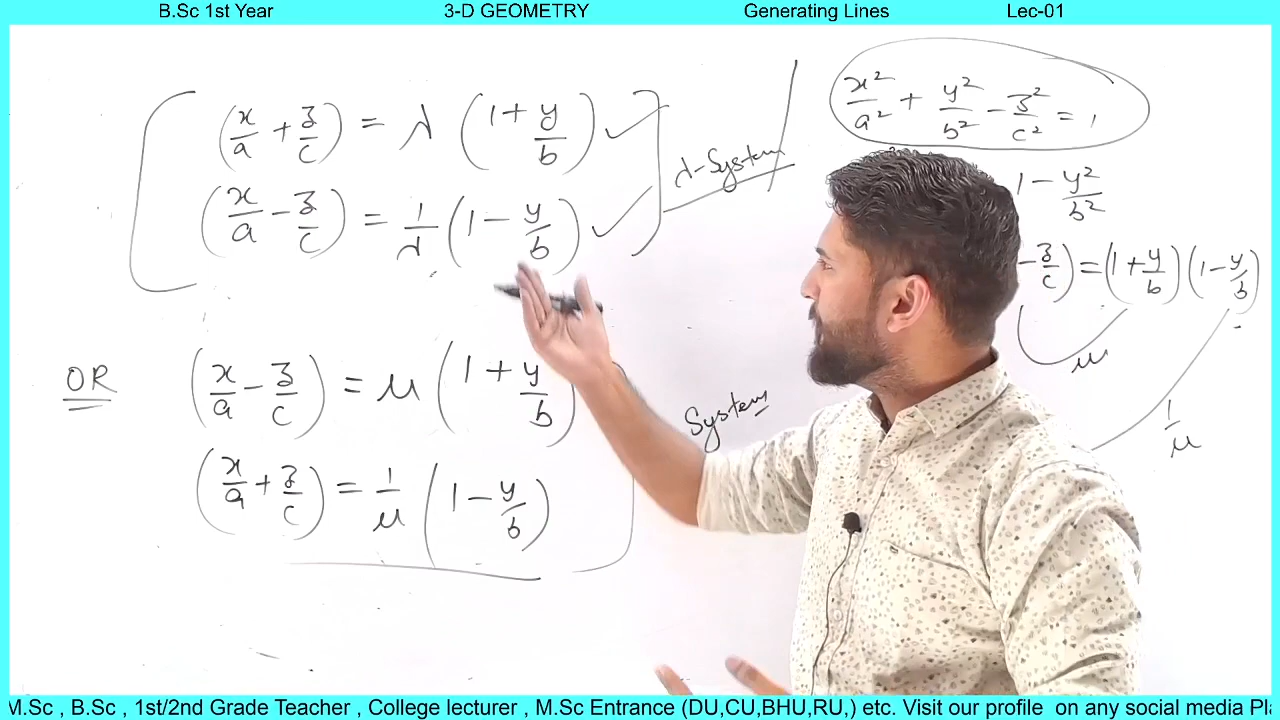 B.Sc 1st Year 3-D GEOMETRY Generating Lines Lec-01
(x/a + z/c) = λ (1 + y/b)
(x/a - z/c) = 1/λ (1 - y/b)
λ-System
OR
(x/a - z/c) = μ (1 + y/b)
(x/a + z/c) = 1/μ (1 - y/b)
System
x²/a² + y²/b² - z²/c² = 1
1 - y²/b²
- z/c) = (1 + y/b) (1 - y/b)
μ
1/μ
M.Sc , B.Sc , 1st/2nd Grade Teacher , College lecturer , M.Sc Entrance (DU,CU,BHU,RU,) etc. Visit our profile on any social media Pl